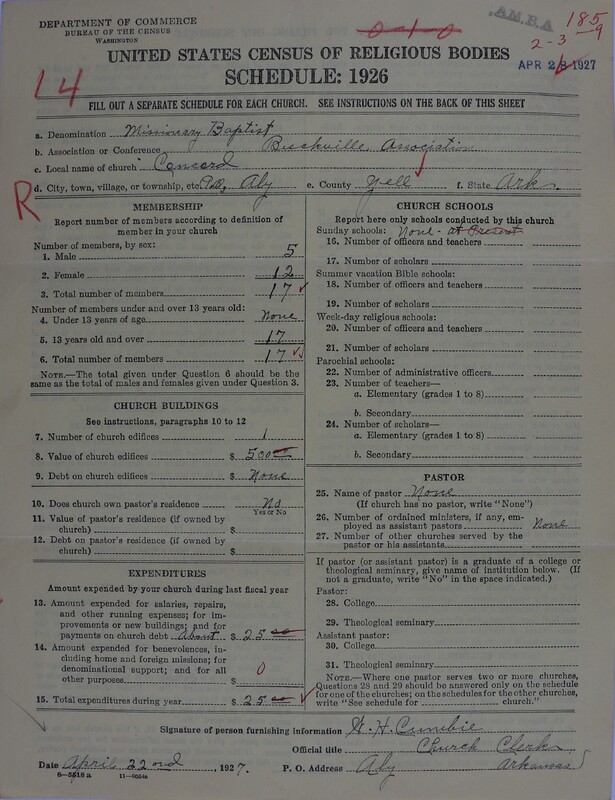 DEPARTMENT OF COMMERCE
BUREAU OF THE CENSUS
WASHINGTON
0-1-0
A.B.M.A.
185
2-3-9
APR 28 1927
UNITED STATES CENSUS OF RELIGIOUS BODIES
SCHEDULE: 1926
L4
FILL OUT A SEPARATE SCHEDULE FOR EACH CHURCH. SEE INSTRUCTIONS ON THE BACK OF THIS SHEET
a. Denomination Missionary Baptist
b. Association or Conference Association
c. Local name of church Concord
R
d. City, town, village, or township, etc. Aly e. County Yell f. State Ark.
MEMBERSHIP
Report number of members according to definition of
member in your church
Number of members, by sex:
1. Male 5
2. Female 12
3. Total number of members 17
Number of members under and over 13 years old:
4. Under 13 years of age None
5. 13 years old and over 17
6. Total number of members 17
NOTE.—The total given under Question 6 should be
the same as the total of males and females given under Question 3.
CHURCH BUILDINGS
See instructions, paragraphs 10 to 12
7. Number of church edifices 1
8. Value of church edifices $ 500 00
9. Debt on church edifices $ None
10. Does church own pastor's residence No
Yes or No
11. Value of pastor's residence (if owned by
church) $
12. Debt on pastor's residence (if owned by
church) $
EXPENDITURES
Amount expended by your church during last fiscal year
13. Amount expended for salaries, repairs,
and other running expenses; for im-
provements or new buildings; and for
payments on church debt About $ 25 00
14. Amount expended for benevolences,
including home and foreign missions; for
denominational support; and for all
other purposes $ 0
15. Total expenditures during year $ 25 00
CHURCH SCHOOLS
Report here only schools conducted by this church
Sunday schools: None - at Present
16. Number of officers and teachers
17. Number of scholars
Summer vacation Bible schools:
18. Number of officers and teachers
19. Number of scholars
Week-day religious schools:
20. Number of officers and teachers
21. Number of scholars
Parochial schools:
22. Number of administrative officers
23. Number of teachers—
a. Elementary (grades 1 to 8)
b. Secondary
24. Number of scholars—
a. Elementary (grades 1 to 8)
b. Secondary
PASTOR
25. Name of pastor None
(If church has no pastor, write "None")
26. Number of ordained ministers, if any, em-
ployed as assistant pastors None
27. Number of other churches served by the
pastor or his assistants
If pastor (or assistant pastor) is a graduate of a college or
theological seminary, give name of institution below. (If
not a graduate, write "No" in the space indicated.)
Pastor:
28. College
29. Theological seminary
Assistant pastor:
30. College
31. Theological seminary
NOTE.—Where one pastor serves two or more churches,
Questions 28 and 29 should be answered only on the schedule
for one of the churches; on the schedules for the other churches,
write "See schedule for church."
Signature of person furnishing information H. H. Cumbie
Official title Church Clerk
Date April 22nd, 1927. P. O. Address Aly Arkansas
8-5518 a 11-9054a